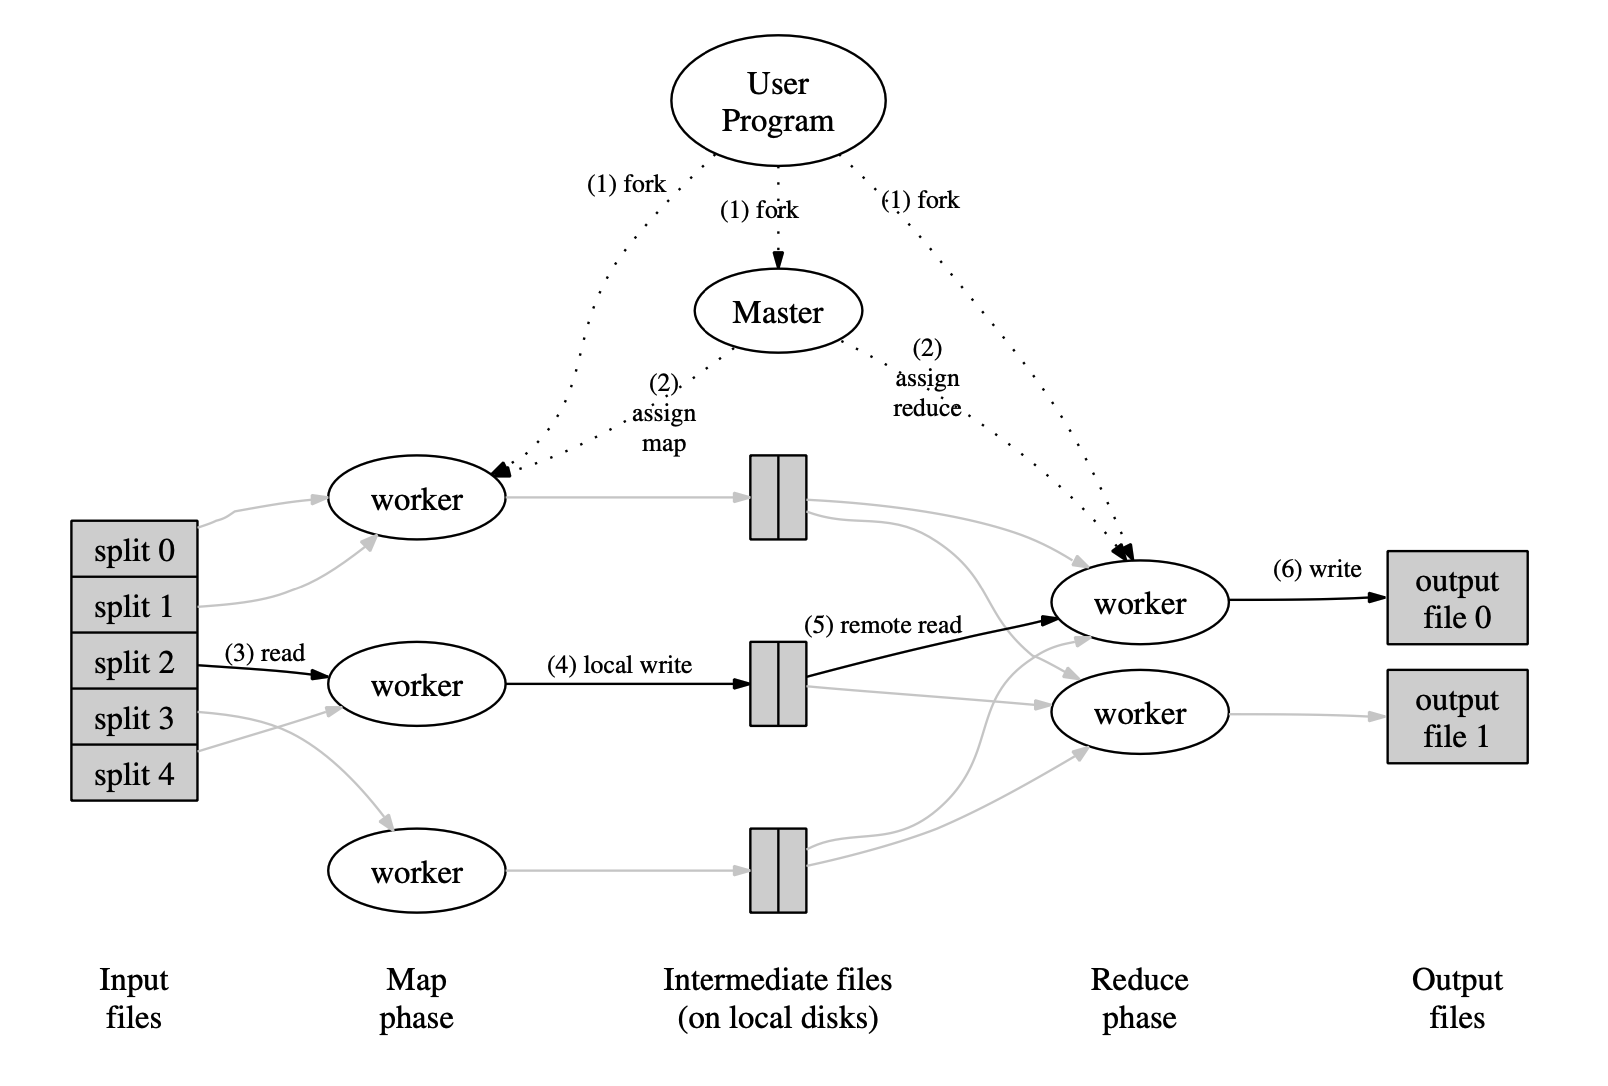 User
Program
(1) fork
(1) fork
(1) fork
Master
(2)
assign
map
(2)
assign
reduce
worker
split 0
split 1
split 2
split 3
split 4
(3) read
worker
(4) local write
(5) remote read
worker
(6) write
output
file 0
worker
output
file 1
worker
Input
files
Map
phase
Intermediate files
(on local disks)
Reduce
phase
Output
files